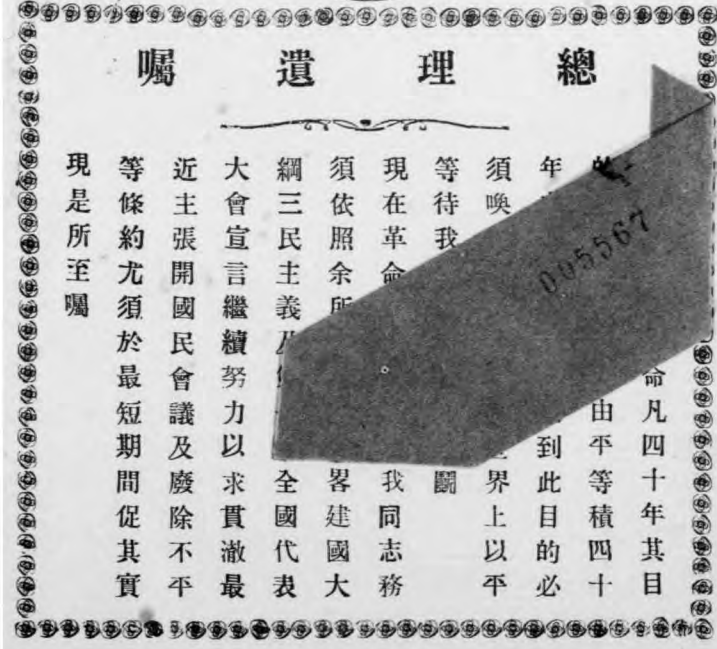 總理遺囑
命凡四十年其目
的由平等積四十
年到此目的必
須喚界上以平
等待我鬭
現在革命我同志務
須依照余所畧建國大
綱三民主義及全國代表
大會宣言繼續努力以求貫澈最
近主張開國民會議及廢除不平
等條約尤須於最短期間促其實
現是所至囑
005567